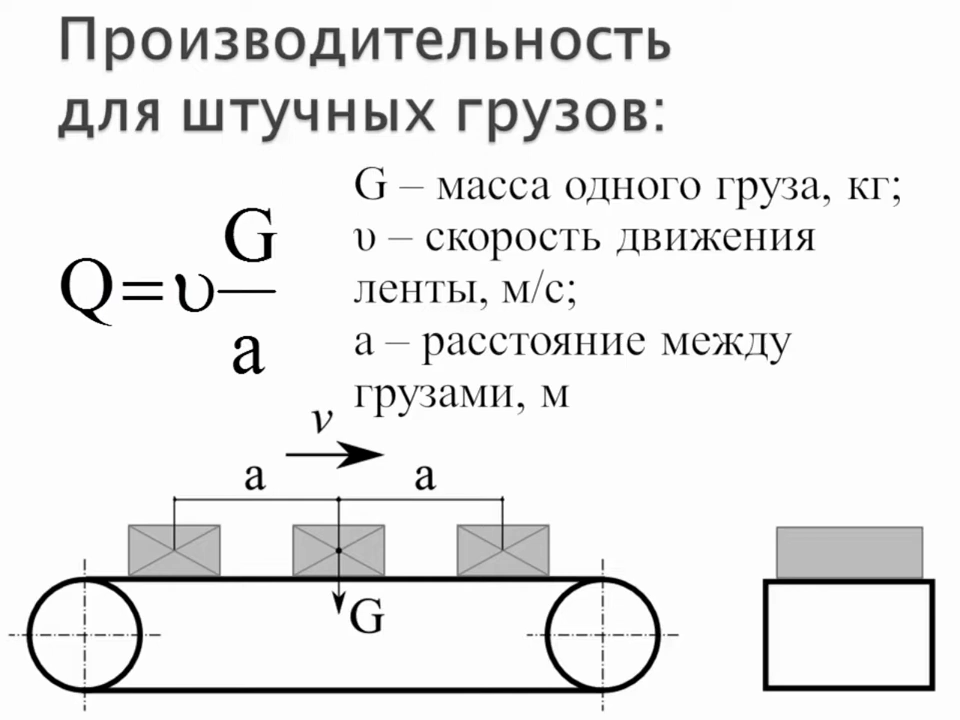 Производительность
для штучных грузов:
G – масса одного груза, кг;
υ – скорость движения
ленты, м/с;
a – расстояние между
грузами, м
Q=υ G/a
v
a a
G